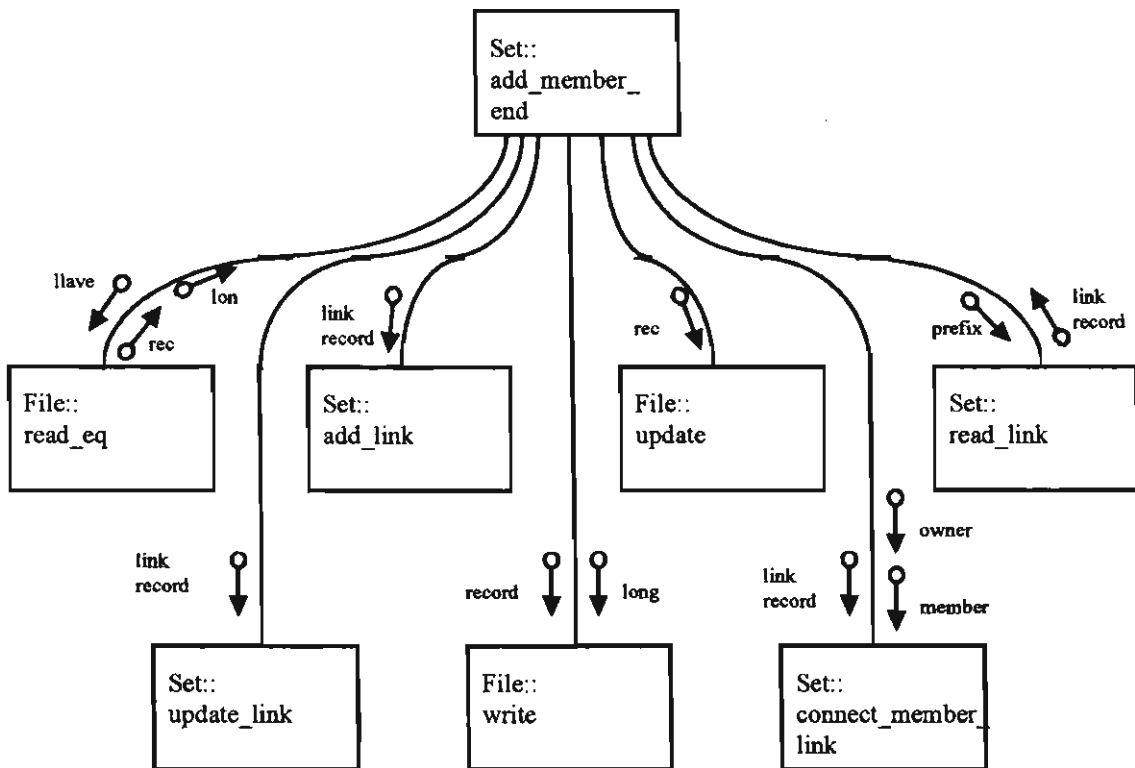 Set::
add_member_
end
llave
lon
rec
link
record
rec
prefix
link
record
File::
read_eq
Set::
add_link
File::
update
Set::
read_link
link
record
record
long
link
record
owner
member
Set::
update_link
File::
write
Set::
connect_member_
link